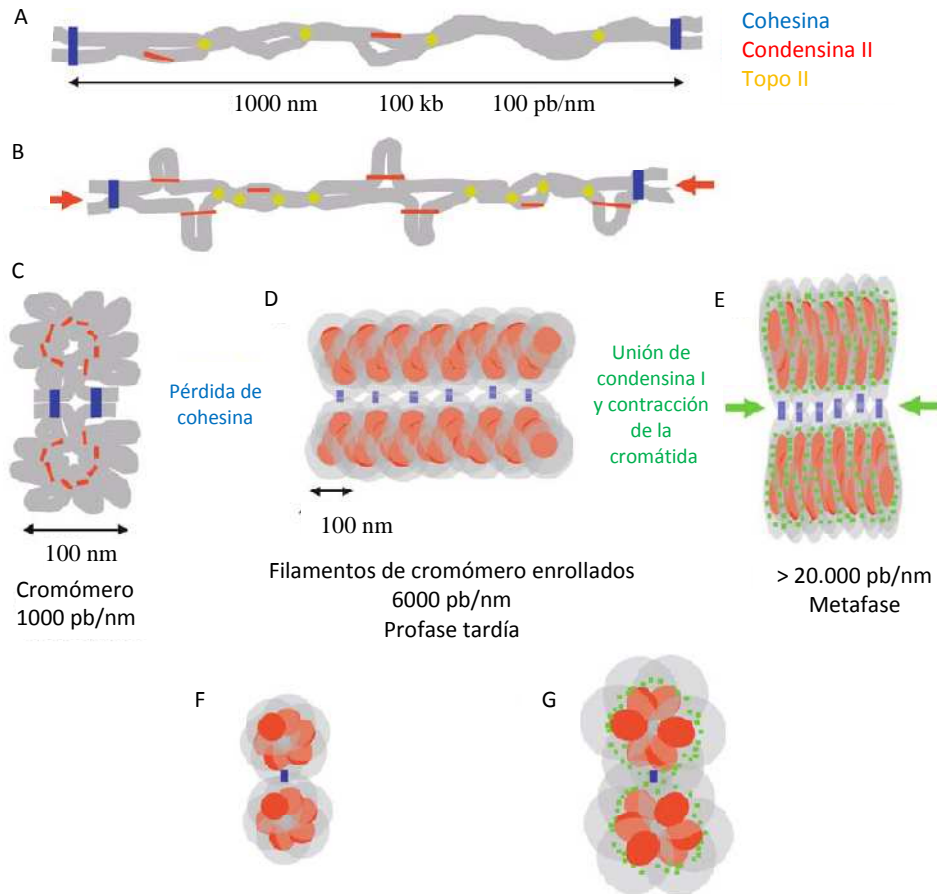 A
Cohesina
Condensina II
Topo II
1000 nm 100 kb 100 pb/nm
B
C
D
E
Pérdida de
cohesina
Unión de
condensina I
y contracción
de la
cromátida
100 nm
100 nm
Cromómero
1000 pb/nm
Filamentos de cromómero enrollados
6000 pb/nm
Profase tardía
> 20.000 pb/nm
Metafase
F
G